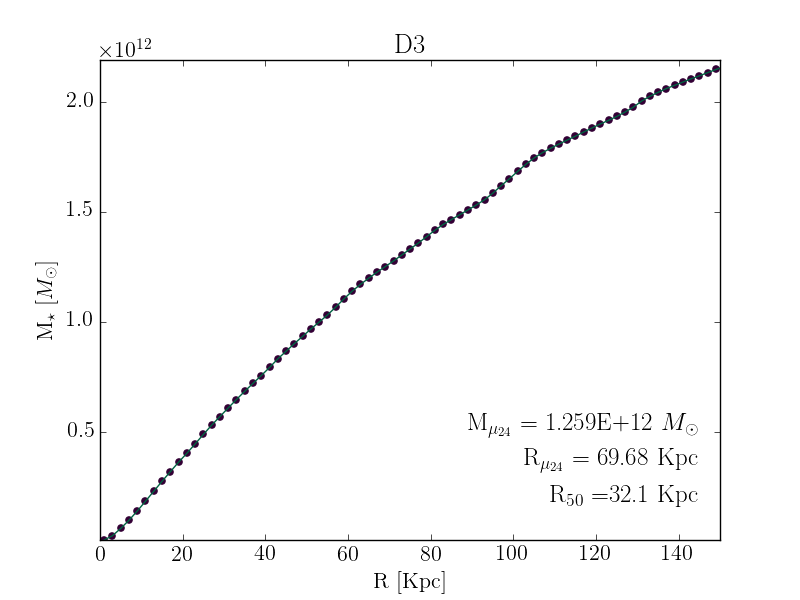 ×10¹²
D3
2.0
1.5
1.0
0.5
M⋆ [M⊙]
M_μ₂₄ = 1.259E+12 M⊙
R_μ₂₄ = 69.68 Kpc
R₅₀ =32.1 Kpc
0 20 40 60 80 100 120 140
R [Kpc]